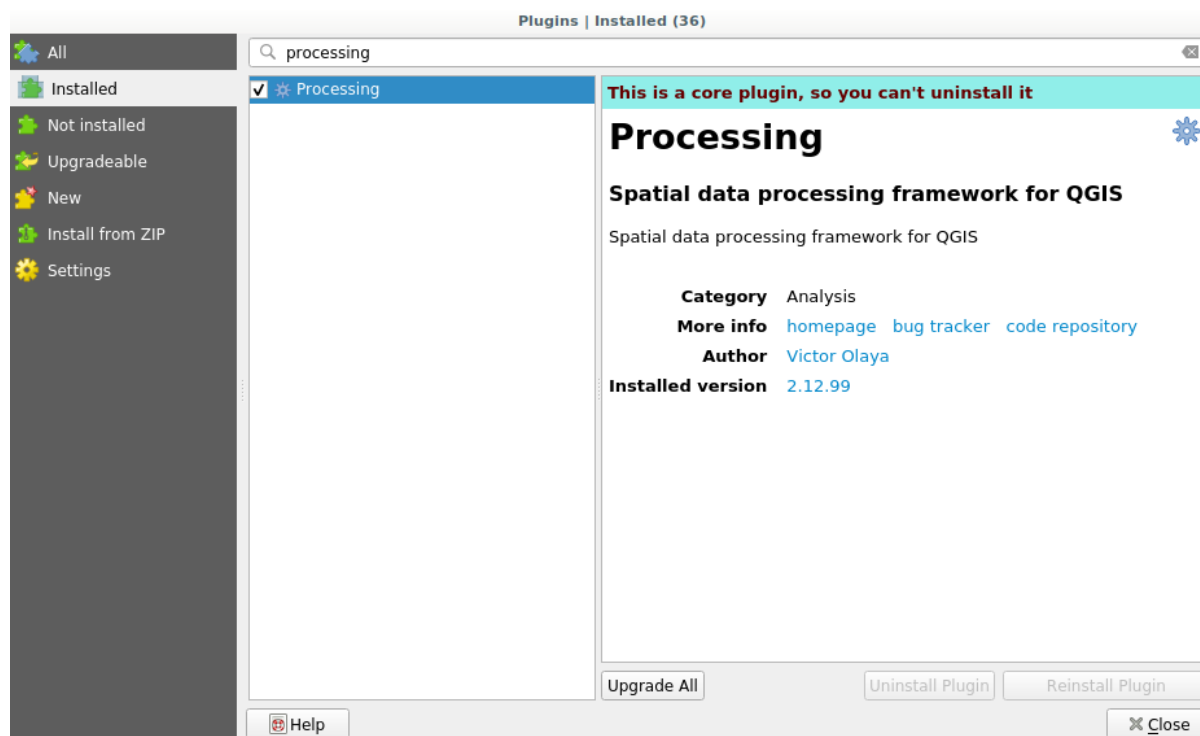 Plugins | Installed (36)
All
Installed
Not installed
Upgradeable
New
Install from ZIP
Settings
processing
Processing
This is a core plugin, so you can't uninstall it
Processing
Spatial data processing framework for QGIS
Spatial data processing framework for QGIS
Category Analysis
More info homepage bug tracker code repository
Author Victor Olaya
Installed version 2.12.99
Upgrade All Uninstall Plugin Reinstall Plugin
Help Close